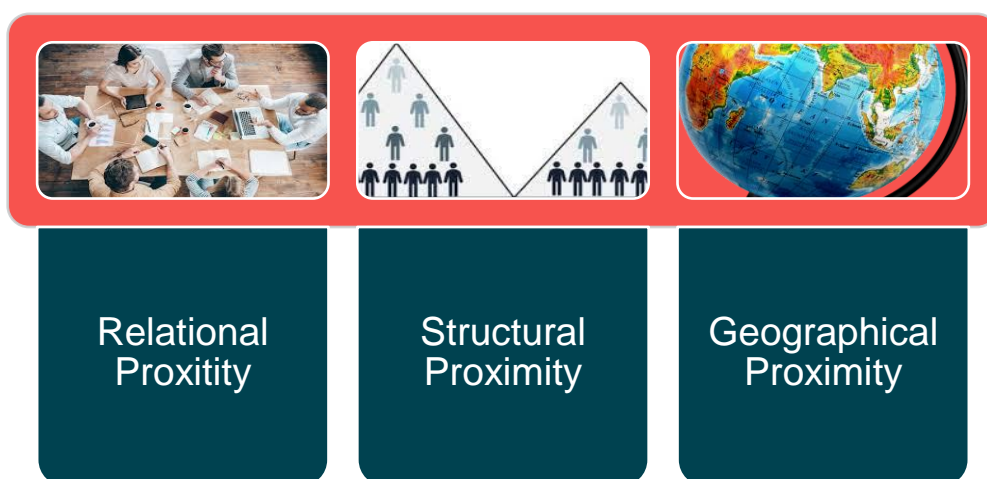 Relational
Proxitity
Structural
Proximity
Geographical
Proximity